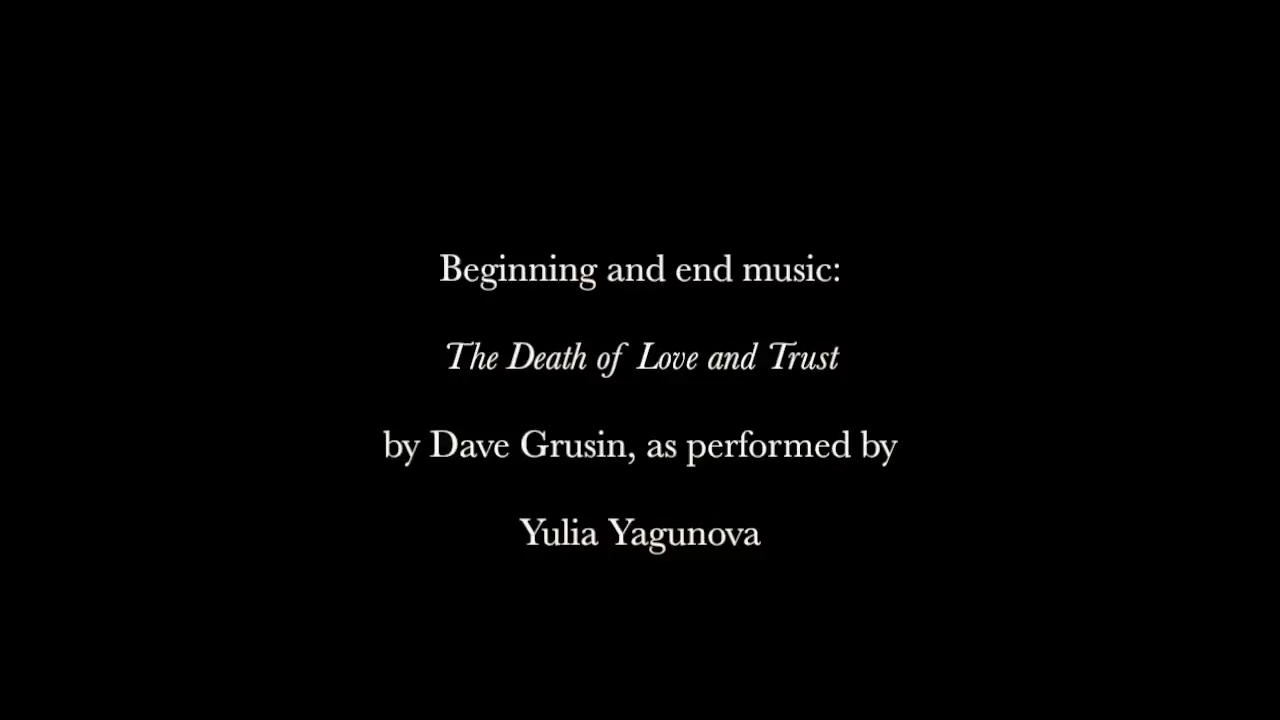 Beginning and end music:
The Death of Love and Trust
by Dave Grusin, as performed by
Yulia Yagunova